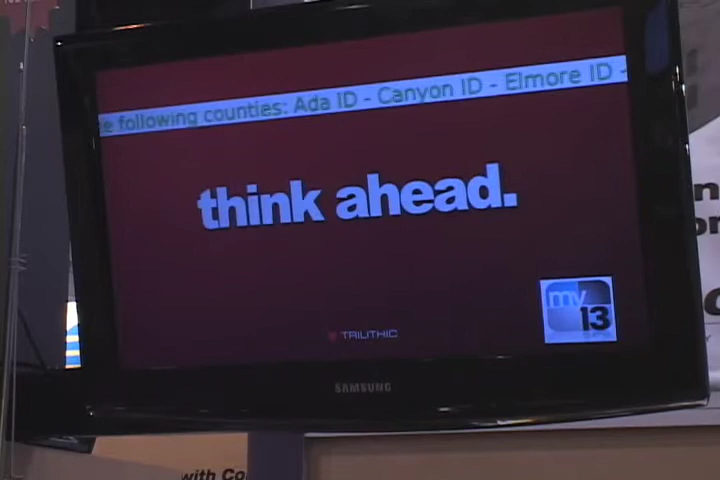 e following counties: Ada ID - Canyon ID - Elmore ID -
think ahead.
my
13
TRILITHIC
SAMSUNG
with Co